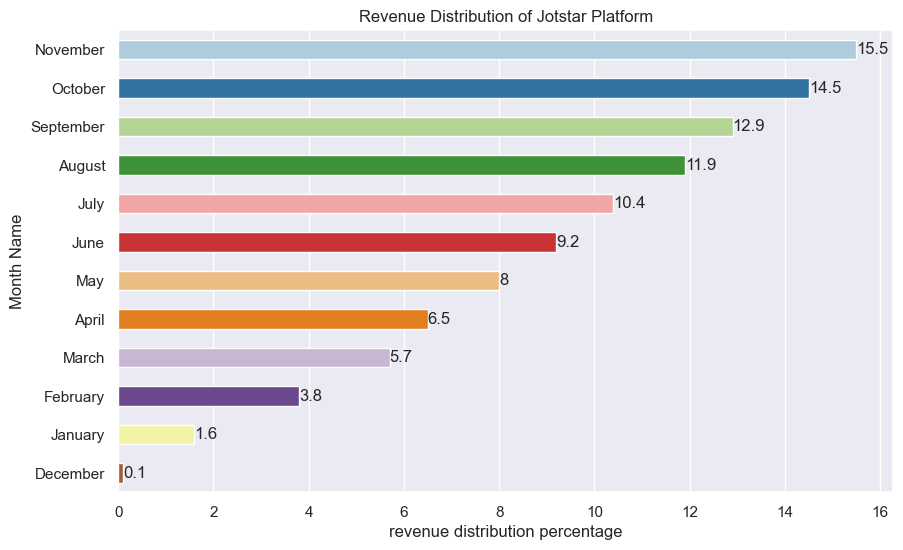 Revenue Distribution of Jotstar Platform
November 15.5
October 14.5
September 12.9
August 11.9
July 10.4
June 9.2
May 8
April 6.5
March 5.7
February 3.8
January 1.6
December 0.1
Month Name
0 2 4 6 8 10 12 14 16
revenue distribution percentage